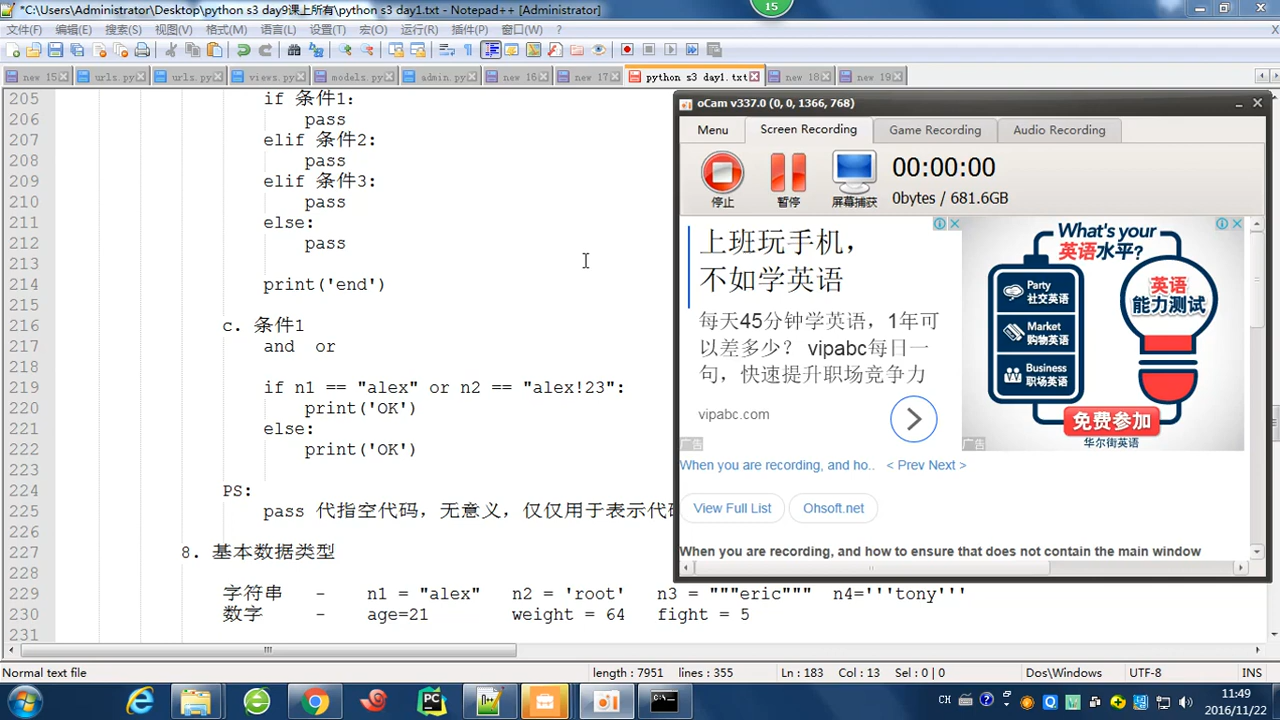 *C:\Users\Administrator\Desktop\python s3 day9课上所有\python s3 day1.txt - Notepad++ [Administrator]
15
文件(F) 编辑(E) 搜索(S) 视图(V) 格式(M) 语言(L) 设置(T) 宏(O) 运行(R) 插件(P) 窗口(W) ?
new 15 urls.py urls.py views.py models.py admin.py new 16 new 17 python s3 day1.txt new 18 new 19
205 if 条件1:
206 pass
207 elif 条件2:
208 pass
209 elif 条件3:
210 pass
211 else:
212 pass
213
214 print('end')
215
216 c. 条件1
217 and or
218
219 if n1 == "alex" or n2 == "alex!23":
220 print('OK')
221 else:
222 print('OK')
223
224 PS:
225 pass 代指空代码，无意义，仅仅用于表示代码
226
227 8. 基本数据类型
228
229 字符串 - n1 = "alex" n2 = 'root' n3 = """eric""" n4='''tony'''
230 数字 - age=21 weight = 64 fight = 5
231
oCam v337.0 (0, 0, 1366, 768)
Menu Screen Recording Game Recording Audio Recording
停止 暂停 屏幕捕获
00:00:00
0bytes / 681.6GB
上班玩手机，
不如学英语
每天45分钟学英语，1年可
以差多少？ vipabc每日一
句，快速提升职场竞争力
vipabc.com
广告
What's your
英语水平?
Party
社交英语
Market
购物英语
Business
职场英语
英语
能力测试
免费参加
华尔街英语
广告
When you are recording, and ho.. < Prev Next >
View Full List Ohsoft.net
When you are recording, and how to ensure that does not contain the main window
Normal text file length : 7951 lines : 355 Ln : 183 Col : 13 Sel : 0 | 0 Dos\Windows UTF-8 INS
CH
11:49
2016/11/22